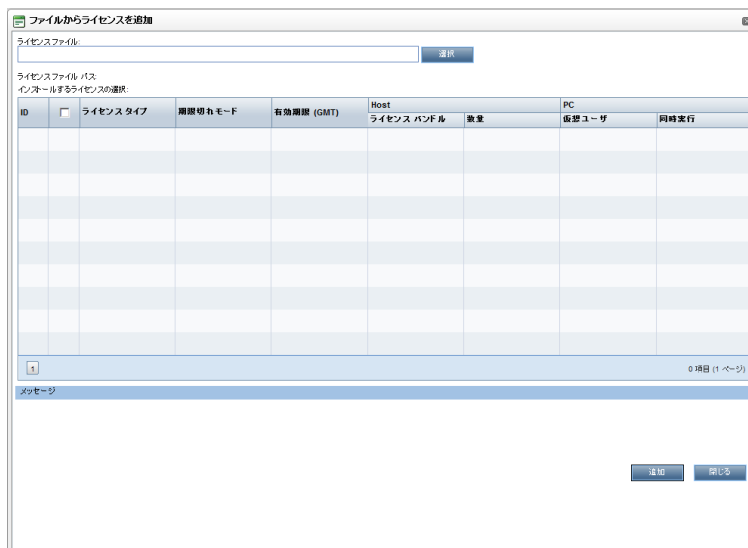 ファイルからライセンスを追加
ライセンスファイル:
選択
ライセンスファイル パス:
インストールするライセンスの選択:
ID ライセンス タイプ 期限切れモード 有効期限 (GMT) Host PC
ライセンス バンドル 数量 仮想ユーザ 同時実行
1 0 項目 (1 ページ)
メッセージ
追加 閉じる